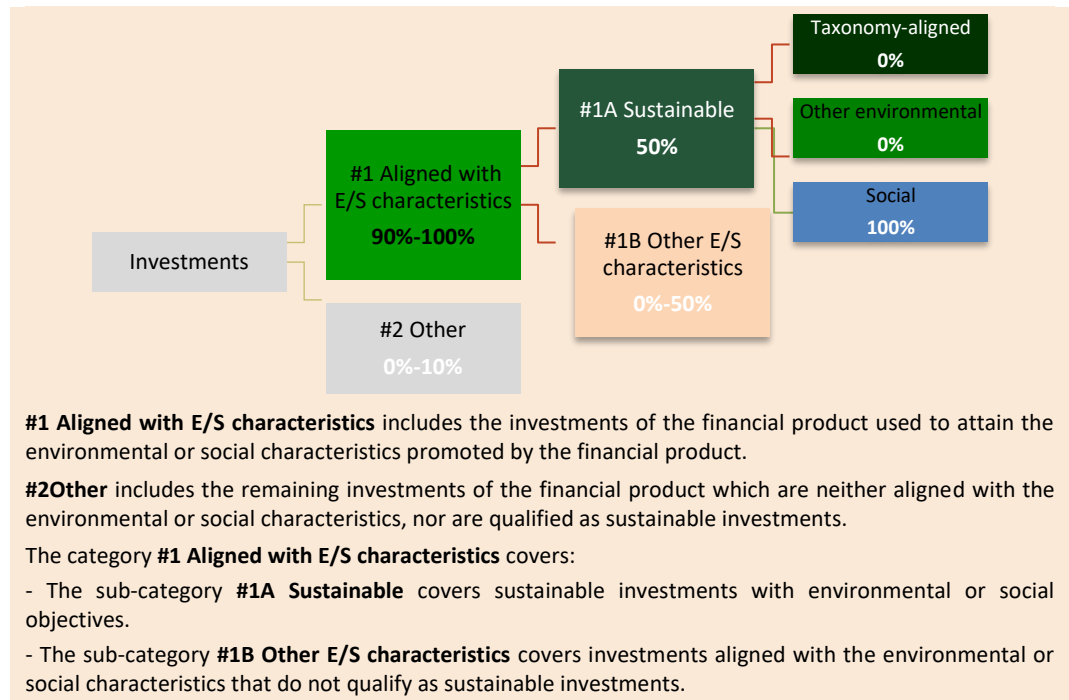 Taxonomy-aligned
0%
#1A Sustainable
50%
Other environmental
0%
#1 Aligned with
E/S characteristics
90%-100%
Social
100%
Investments
#1B Other E/S
characteristics
0%-50%
#2 Other
0%-10%
#1 Aligned with E/S characteristics includes the investments of the financial product used to attain the
environmental or social characteristics promoted by the financial product.
#2Other includes the remaining investments of the financial product which are neither aligned with the
environmental or social characteristics, nor are qualified as sustainable investments.
The category #1 Aligned with E/S characteristics covers:
- The sub-category #1A Sustainable covers sustainable investments with environmental or social
objectives.
- The sub-category #1B Other E/S characteristics covers investments aligned with the environmental or
social characteristics that do not qualify as sustainable investments.